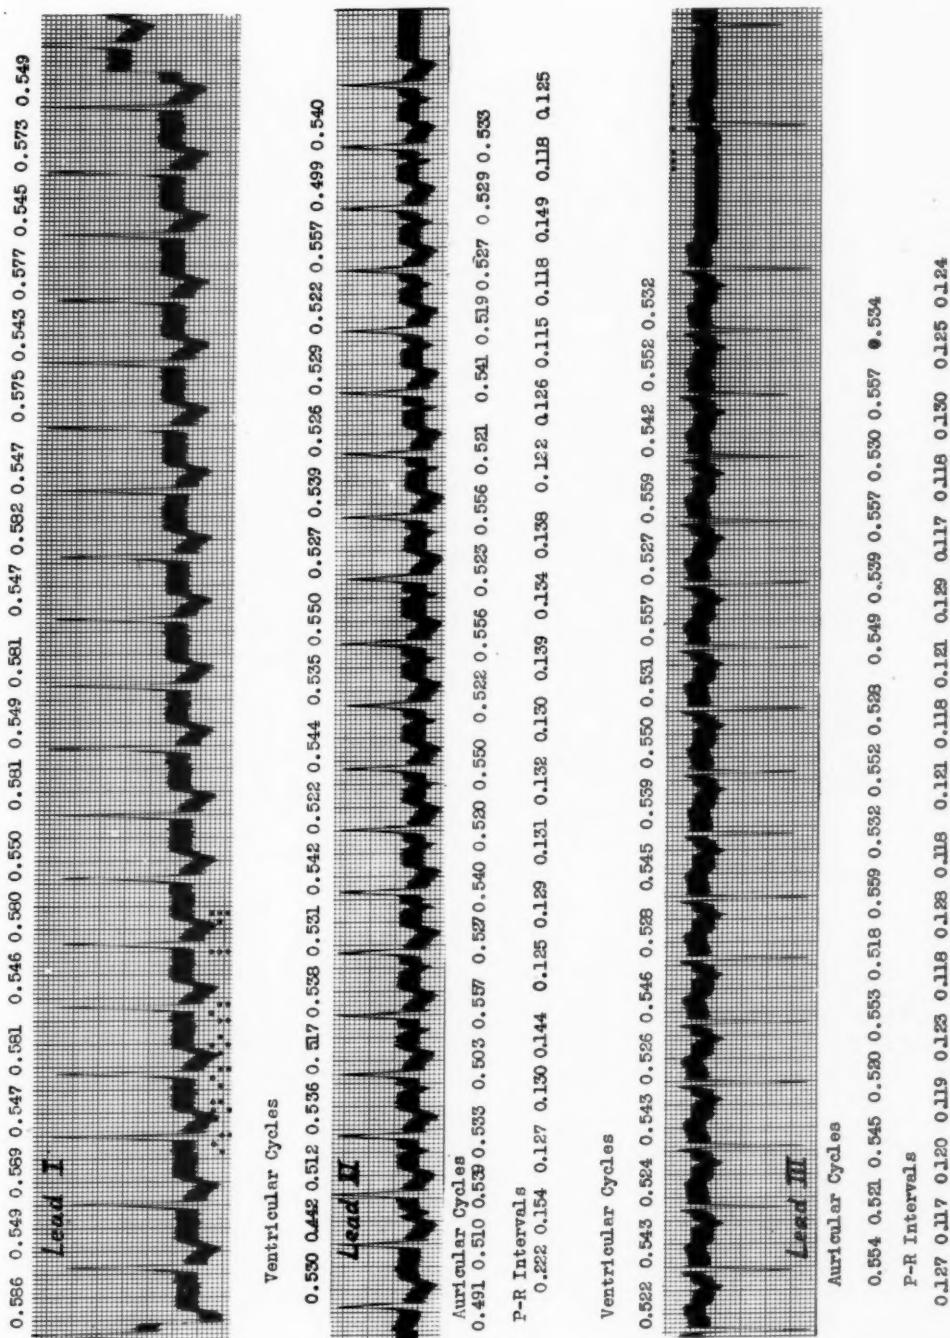 0.586 0.549 0.569 0.547 0.581 0.546 0.580 0.550 0.581 0.549 0.581 0.547 0.582 0.547 0.575 0.543 0.577 0.545 0.573 0.549
Lead I
Ventricular Cycles
0.530 0.442 0.512 0.536 0.517 0.538 0.531 0.542 0.522 0.544 0.535 0.550 0.527 0.539 0.526 0.529 0.522 0.557 0.499 0.540
Lead II
Auricular Cycles
0.491 0.510 0.539 0.533 0.503 0.557 0.527 0.540 0.520 0.550 0.522 0.556 0.523 0.556 0.521 0.541 0.519 0.527 0.529 0.533
P-R Intervals
0.222 0.154 0.127 0.130 0.144 0.125 0.129 0.131 0.132 0.130 0.139 0.134 0.138 0.122 0.126 0.115 0.118 0.149 0.118 0.125
Ventricular Cycles
0.522 0.543 0.524 0.543 0.526 0.546 0.528 0.545 0.539 0.550 0.531 0.557 0.527 0.559 0.542 0.552 0.532
Lead III
Auricular Cycles
0.554 0.521 0.545 0.520 0.553 0.518 0.559 0.532 0.552 0.528 0.549 0.539 0.557 0.530 0.557 0.534
P-R Intervals
0.127 0.117 0.120 0.119 0.123 0.118 0.128 0.118 0.121 0.118 0.121 0.129 0.117 0.118 0.130 0.125 0.124